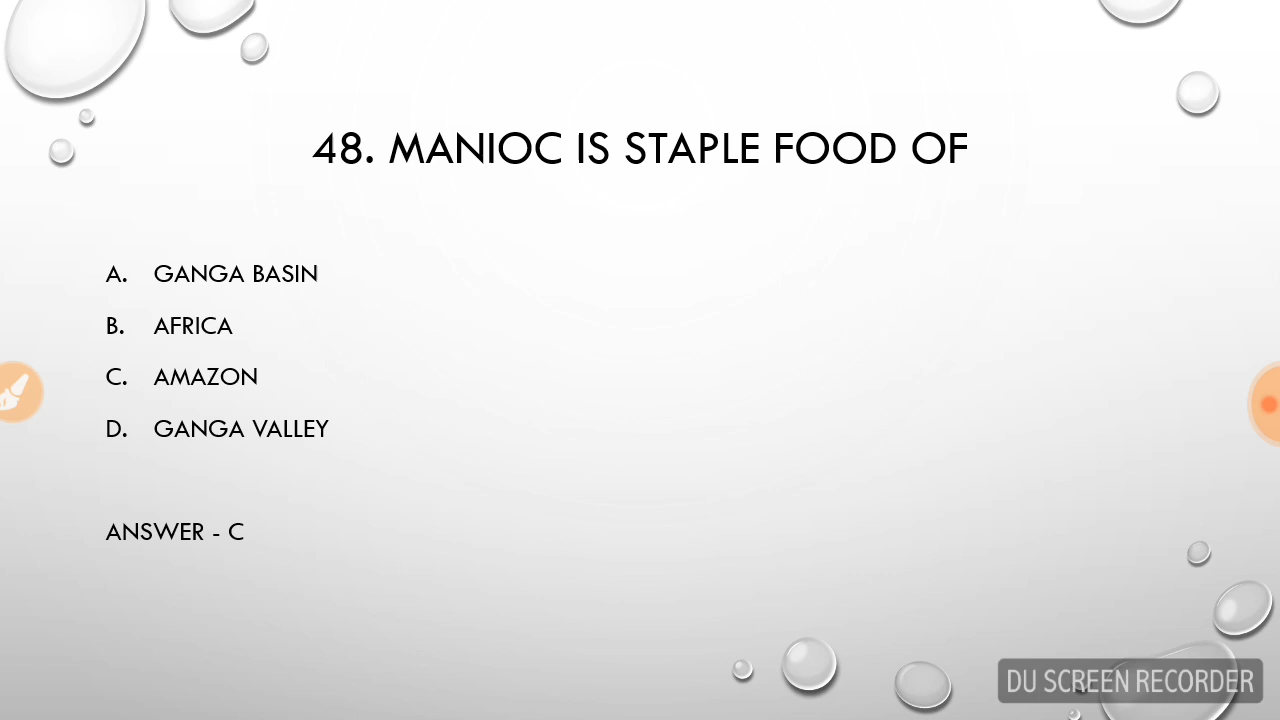 48. MANIOC IS STAPLE FOOD OF
A. GANGA BASIN
B. AFRICA
C. AMAZON
D. GANGA VALLEY
ANSWER - C
DU SCREEN RECORDER